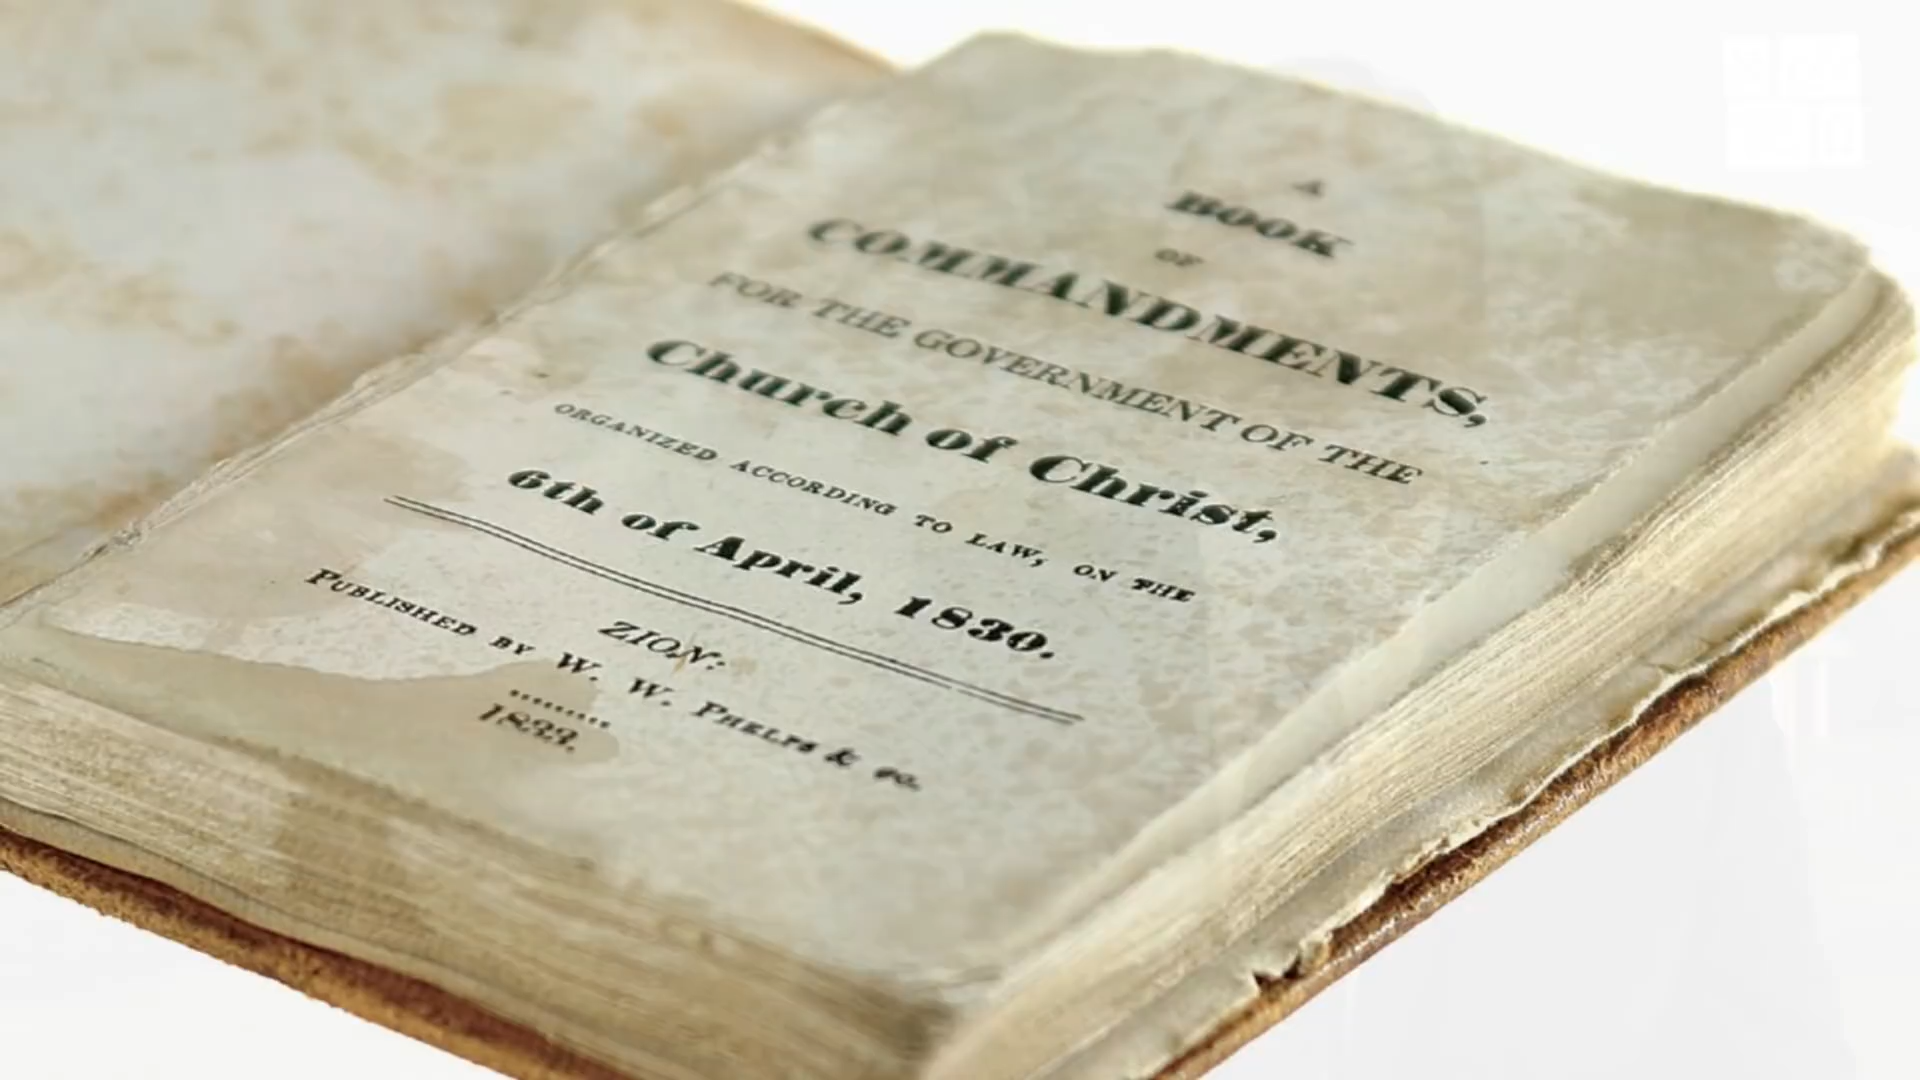 A
BOOK
OF
COMMANDMENTS,
FOR THE GOVERNMENT OF THE
Church of Christ,
ORGANIZED ACCORDING TO LAW, ON THE
6th of April, 1830.
ZION:
PUBLISHED BY W. W. PHELPS & CO.
1833.